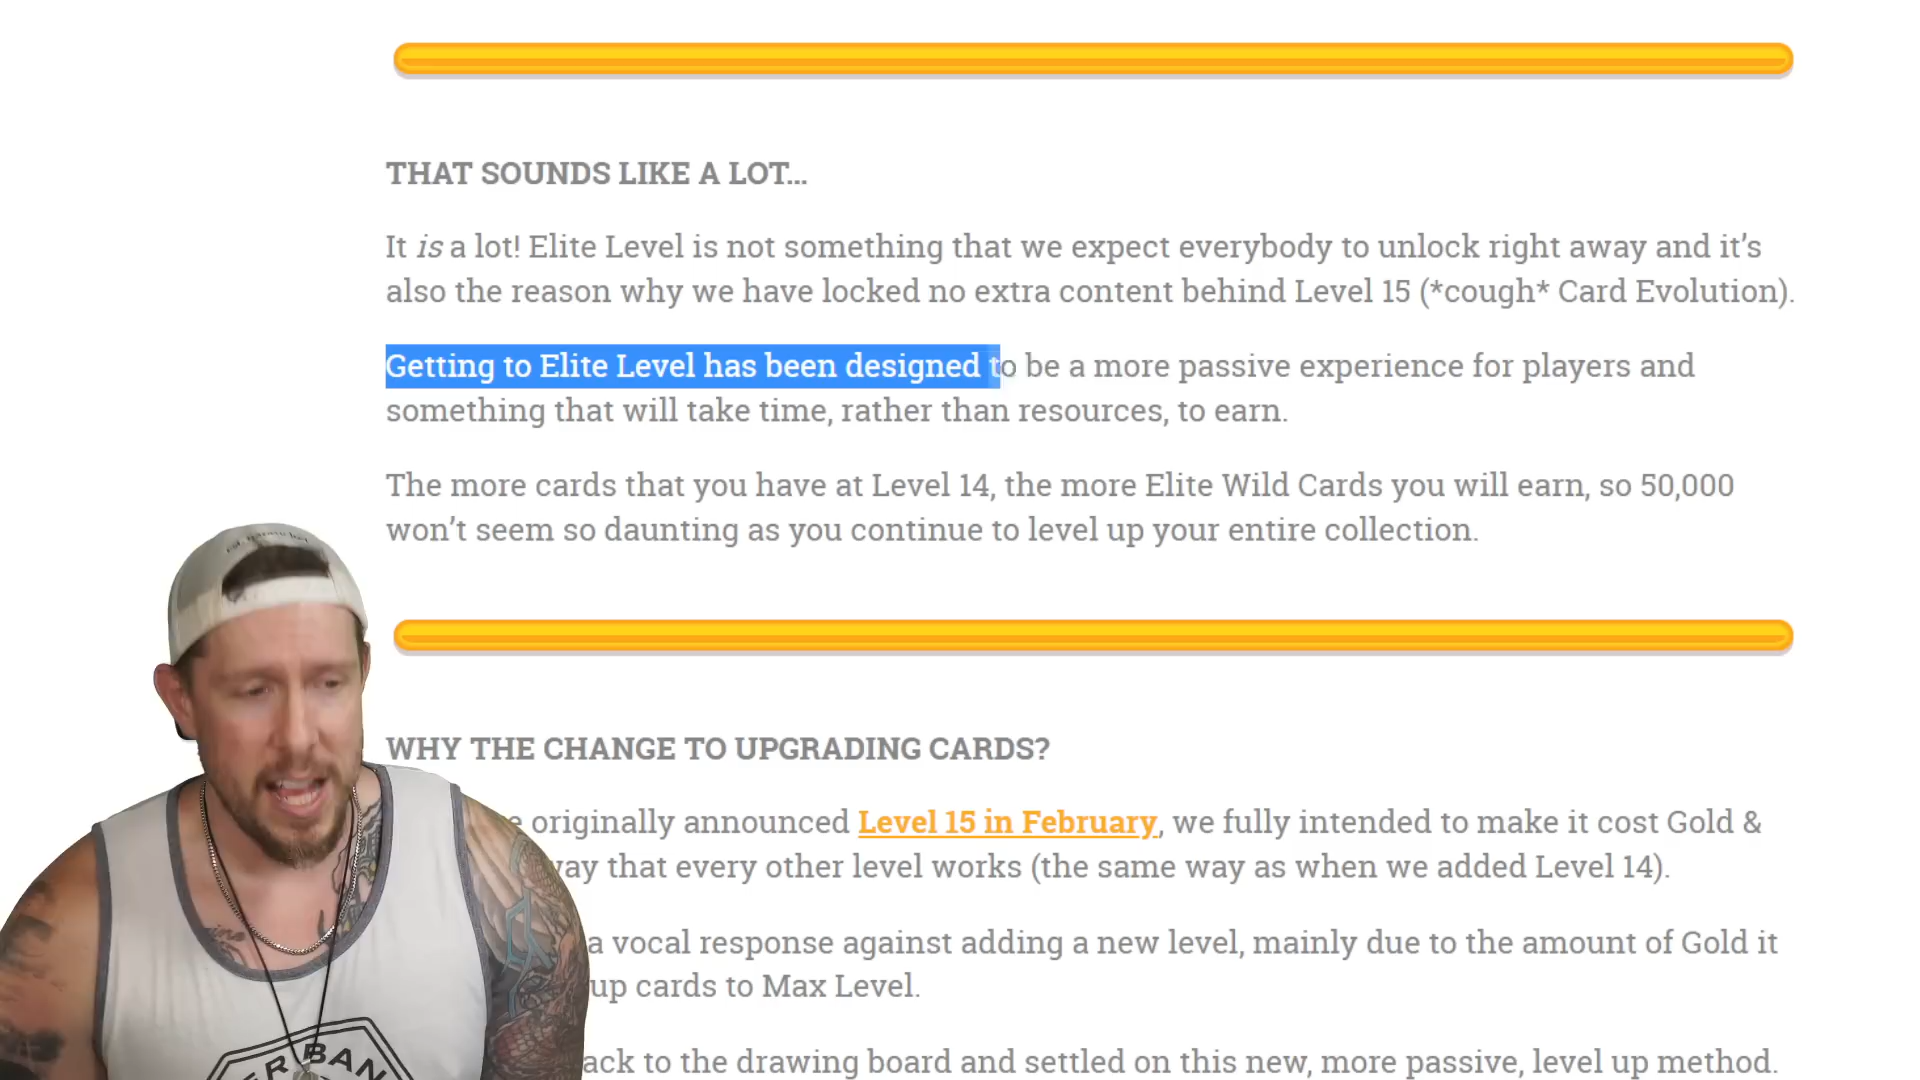 THAT SOUNDS LIKE A LOT...
It is a lot! Elite Level is not something that we expect everybody to unlock right away and it’s
also the reason why we have locked no extra content behind Level 15 (*cough* Card Evolution).
Getting to Elite Level has been designed to be a more passive experience for players and
something that will take time, rather than resources, to earn.
The more cards that you have at Level 14, the more Elite Wild Cards you will earn, so 50,000
won’t seem so daunting as you continue to level up your entire collection.
WHY THE CHANGE TO UPGRADING CARDS?
originally announced Level 15 in February, we fully intended to make it cost Gold &
way that every other level works (the same way as when we added Level 14).
a vocal response against adding a new level, mainly due to the amount of Gold it
up cards to Max Level.
back to the drawing board and settled on this new, more passive, level up method.